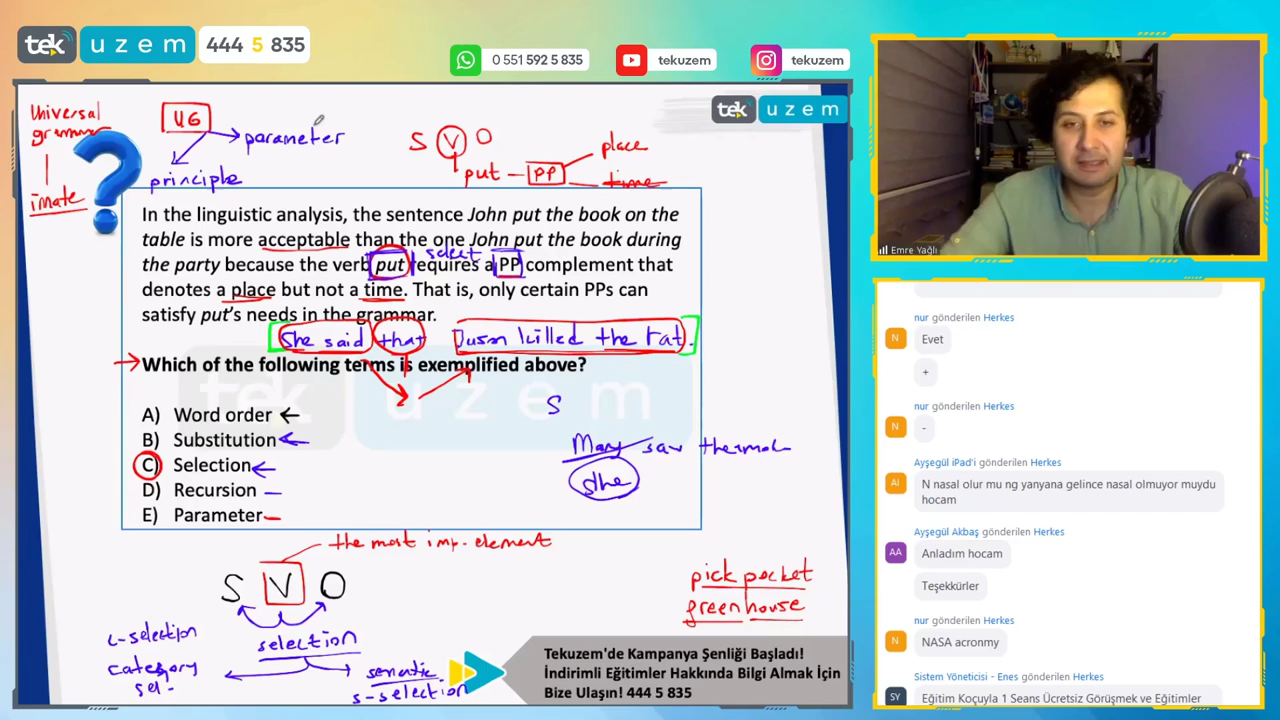 tek uzem 444 5 835
0 551 592 5 835
tekuzem
tekuzem
tek uzem
Universal
grammar
imate
UG
parameter
principle
S V O
put PP
place
time
In the linguistic analysis, the sentence John put the book on the
table is more acceptable than the one John put the book during
select
the party because the verb put requires a PP complement that
denotes a place but not a time. That is, only certain PPs can
satisfy put's needs in the grammar.
She said that Jusm killed the rat.
Which of the following terms is exemplified above?
uzem
A) Word order
B) Substitution
C) Selection
D) Recursion
E) Parameter
S
Mary saw
she
the most imp. element
S V O
selection
c-selection
category
sel-
s-selection
pick pocket
green house
Tekuzem'de Kampanya Şenliği Başladı!
İndirimli Eğitimler Hakkında Bilgi Almak İçin
Bize Ulaşın! 444 5 835
Emre Yağlı
nur gönderilen Herkes
N
Evet
+
nur gönderilen Herkes
N
-
Ayşegül iPad'i gönderilen Herkes
Aİ
N nasal olur mu ng yanyana gelince nasal olmuyor muydu
hocam
Ayşegül Akbaş gönderilen Herkes
AA
Anladım hocam
Teşekkürler
nur gönderilen Herkes
N
NASA acronmy
Sistem Yöneticisi - Enes gönderilen Herkes
SY
Eğitim Koçuyla 1 Seans Ücretsiz Görüşmek ve Eğitimler